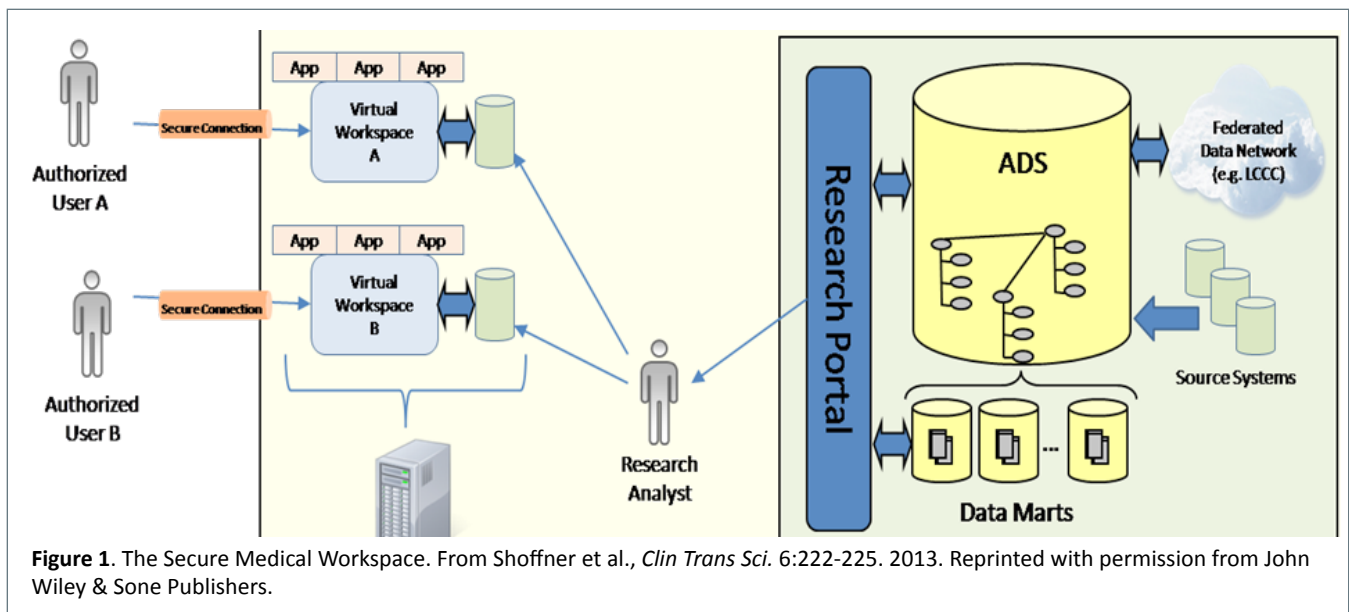 App App App
Virtual
Workspace
A
Secure Connection
Authorized
User A
App App App
Virtual
Workspace
B
Secure Connection
Authorized
User B
Research
Analyst
Research Portal
ADS
Federated
Data Network
(e.g. LCCC)
Source Systems
...
Data Marts
Figure 1. The Secure Medical Workspace. From Shoffner et al., Clin Trans Sci. 6:222-225. 2013. Reprinted with permission from John
Wiley & Sone Publishers.